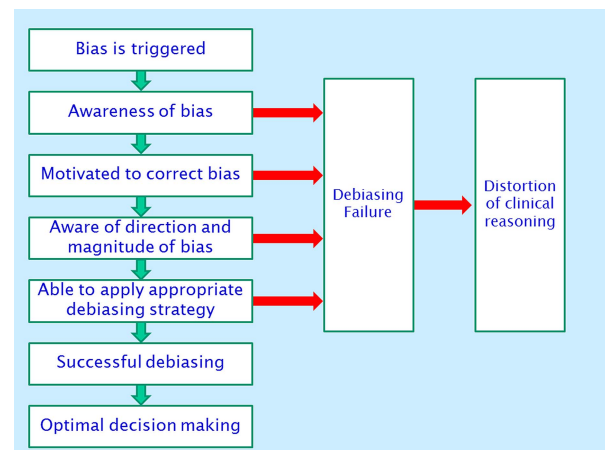 Bias is triggered
Awareness of bias
Motivated to correct bias
Aware of direction and
magnitude of bias
Able to apply appropriate
debiasing strategy
Successful debiasing
Optimal decision making
Debiasing
Failure
Distortion
of clinical
reasoning